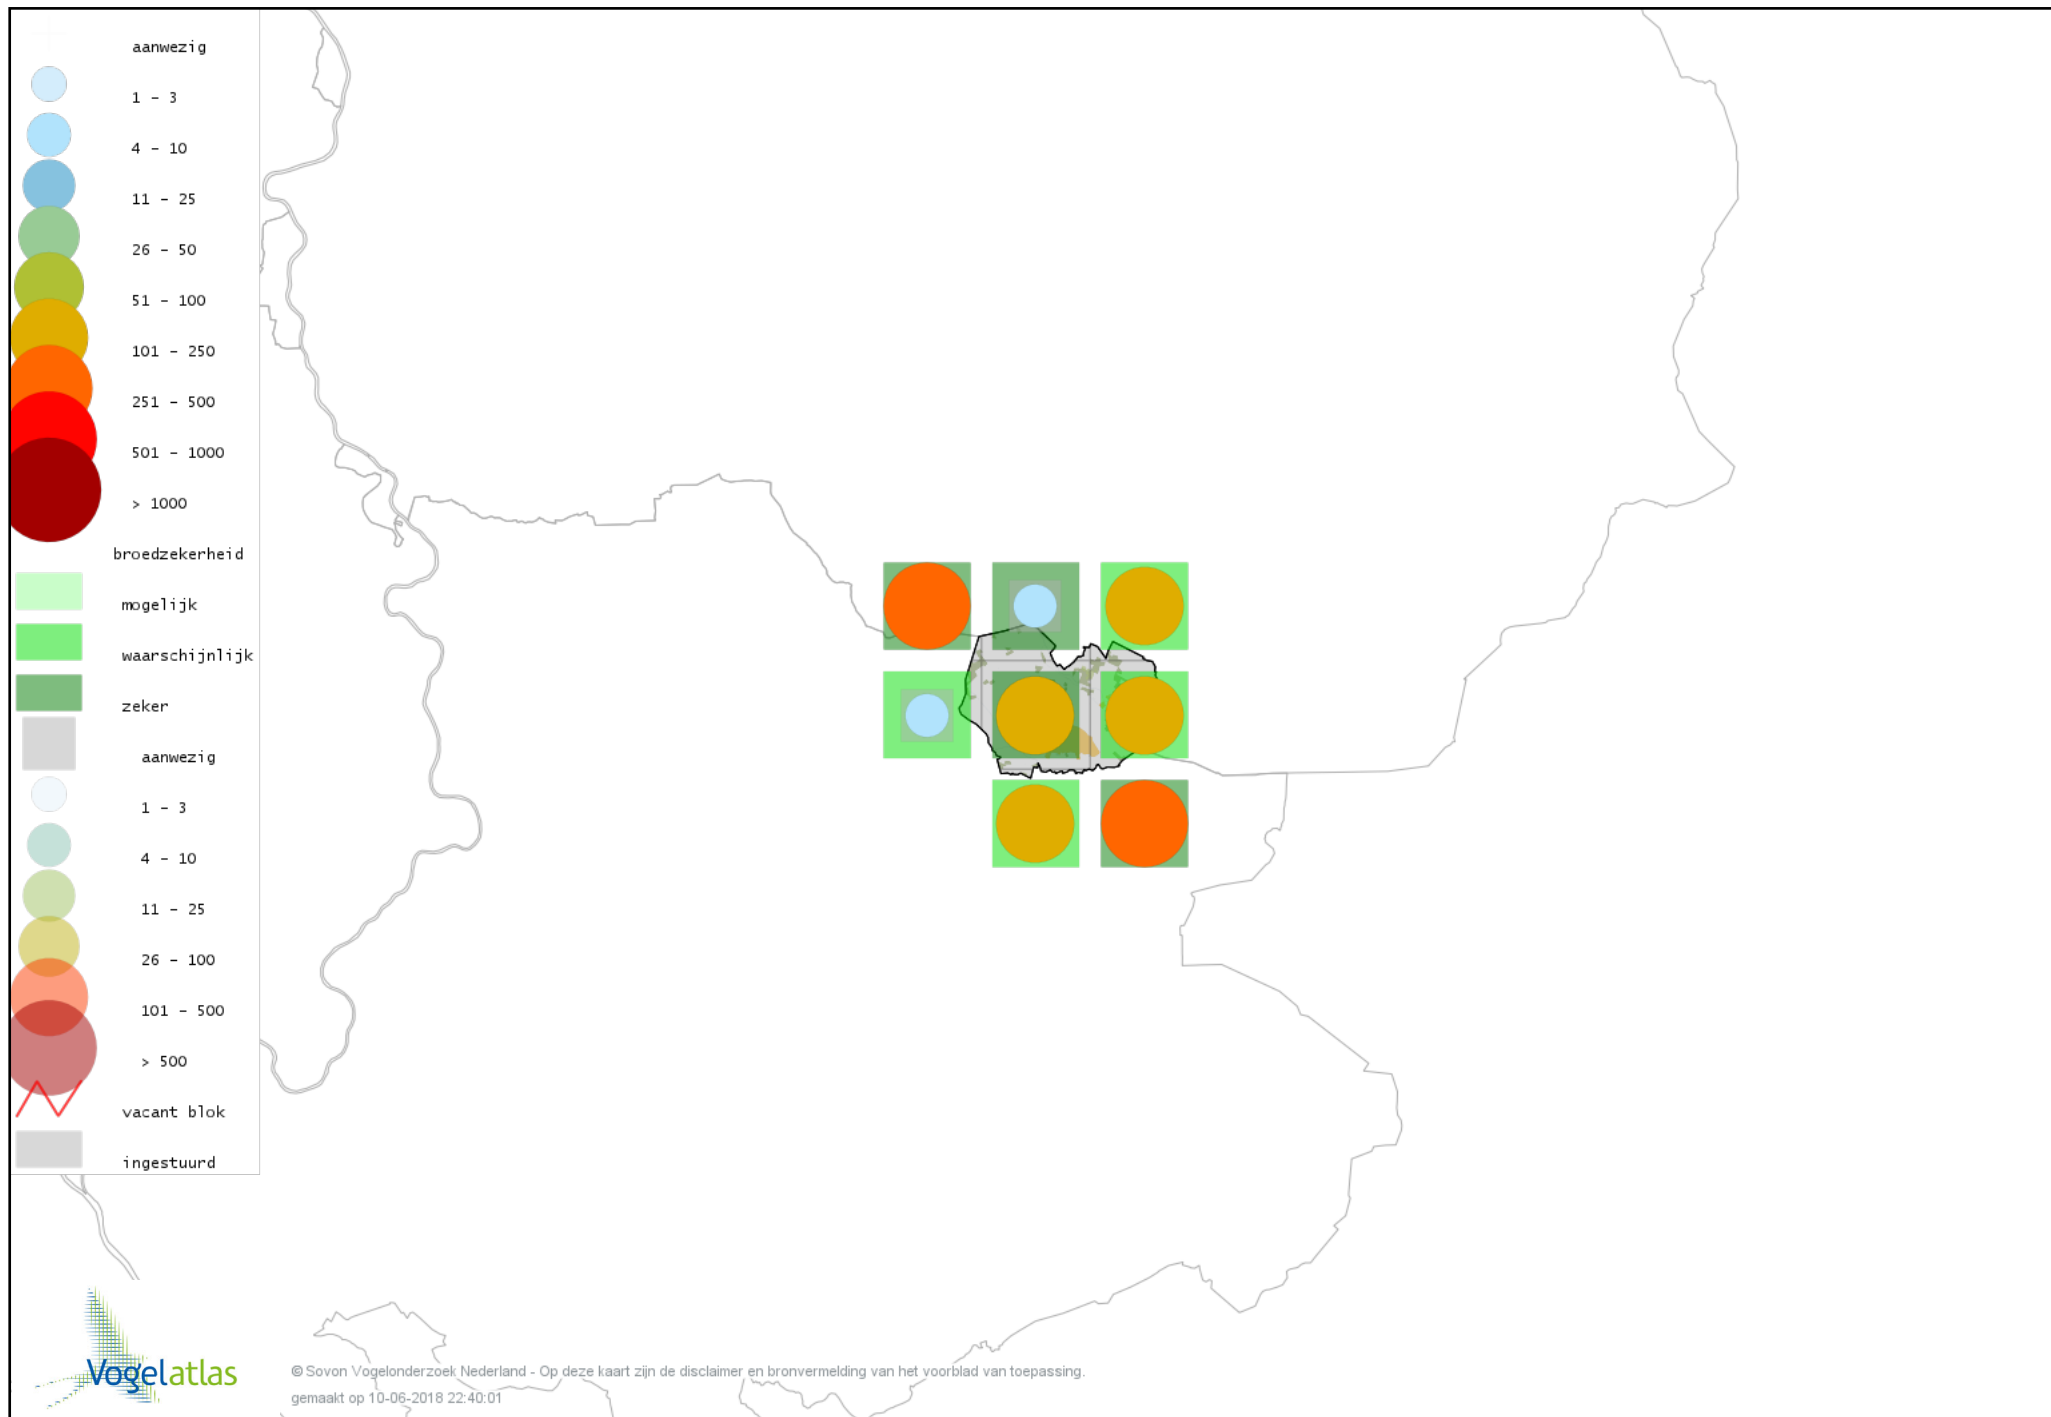 aanwezig
1 - 3
4 - 10
11 - 25
26 - 50
51 - 100
101 - 250
251 - 500
501 - 1000
> 1000
broedzekerheid
mogelijk
waarschijnlijk
zeker
aanwezig
1 - 3
4 - 10
11 - 25
26 - 100
101 - 500
> 500
vacant blok
ingestuurd
Vogelatlas
© Sovon Vogelonderzoek Nederland - Op deze kaart zijn de disclaimer en bronvermelding van het voorblad van toepassing.
gemaakt op 10-06-2018 22:40:01